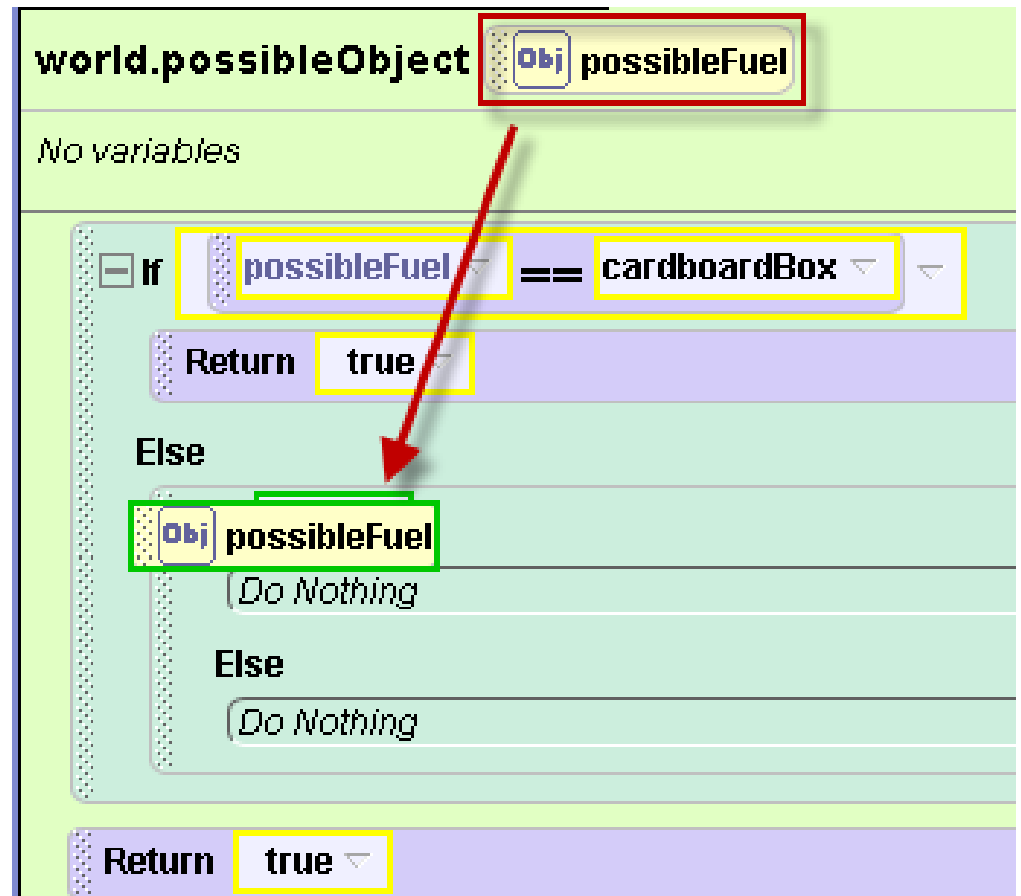 world.possibleObject Obj possibleFuel
No variables
If possibleFuel == cardboardBox
Return true
Else
Obj possibleFuel
Do Nothing
Else
Do Nothing
Return true